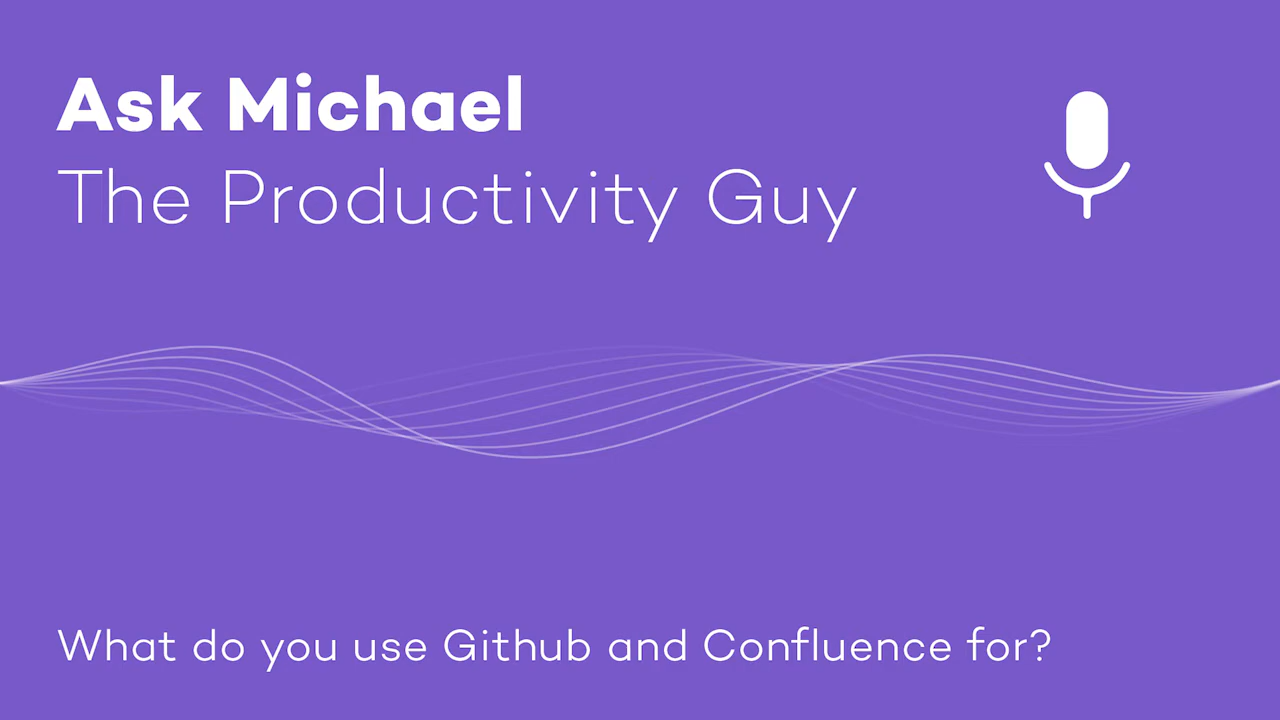 Ask Michael
The Productivity Guy
What do you use Github and Confluence for?